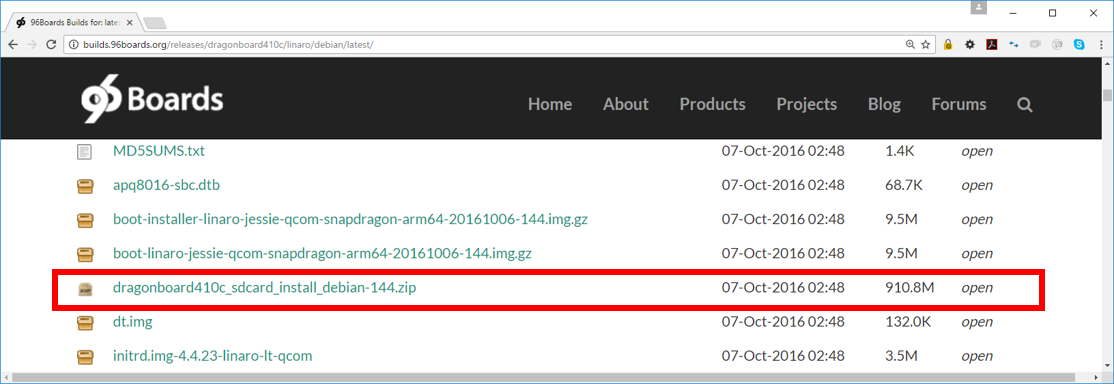 96Boards Builds for: late
builds.96boards.org/releases/dragonboard410c/linaro/debian/latest/
96 Boards
Home About Products Projects Blog Forums
MD5SUMS.txt 07-Oct-2016 02:48 1.4K open
apq8016-sbc.dtb 07-Oct-2016 02:48 68.7K open
boot-installer-linaro-jessie-qcom-snapdragon-arm64-20161006-144.img.gz 07-Oct-2016 02:48 9.5M open
boot-linaro-jessie-qcom-snapdragon-arm64-20161006-144.img.gz 07-Oct-2016 02:48 9.5M open
dragonboard410c_sdcard_install_debian-144.zip 07-Oct-2016 02:48 910.8M open
dt.img 07-Oct-2016 02:48 132.0K open
initrd.img-4.4.23-linaro-lt-qcom 07-Oct-2016 02:48 3.5M open